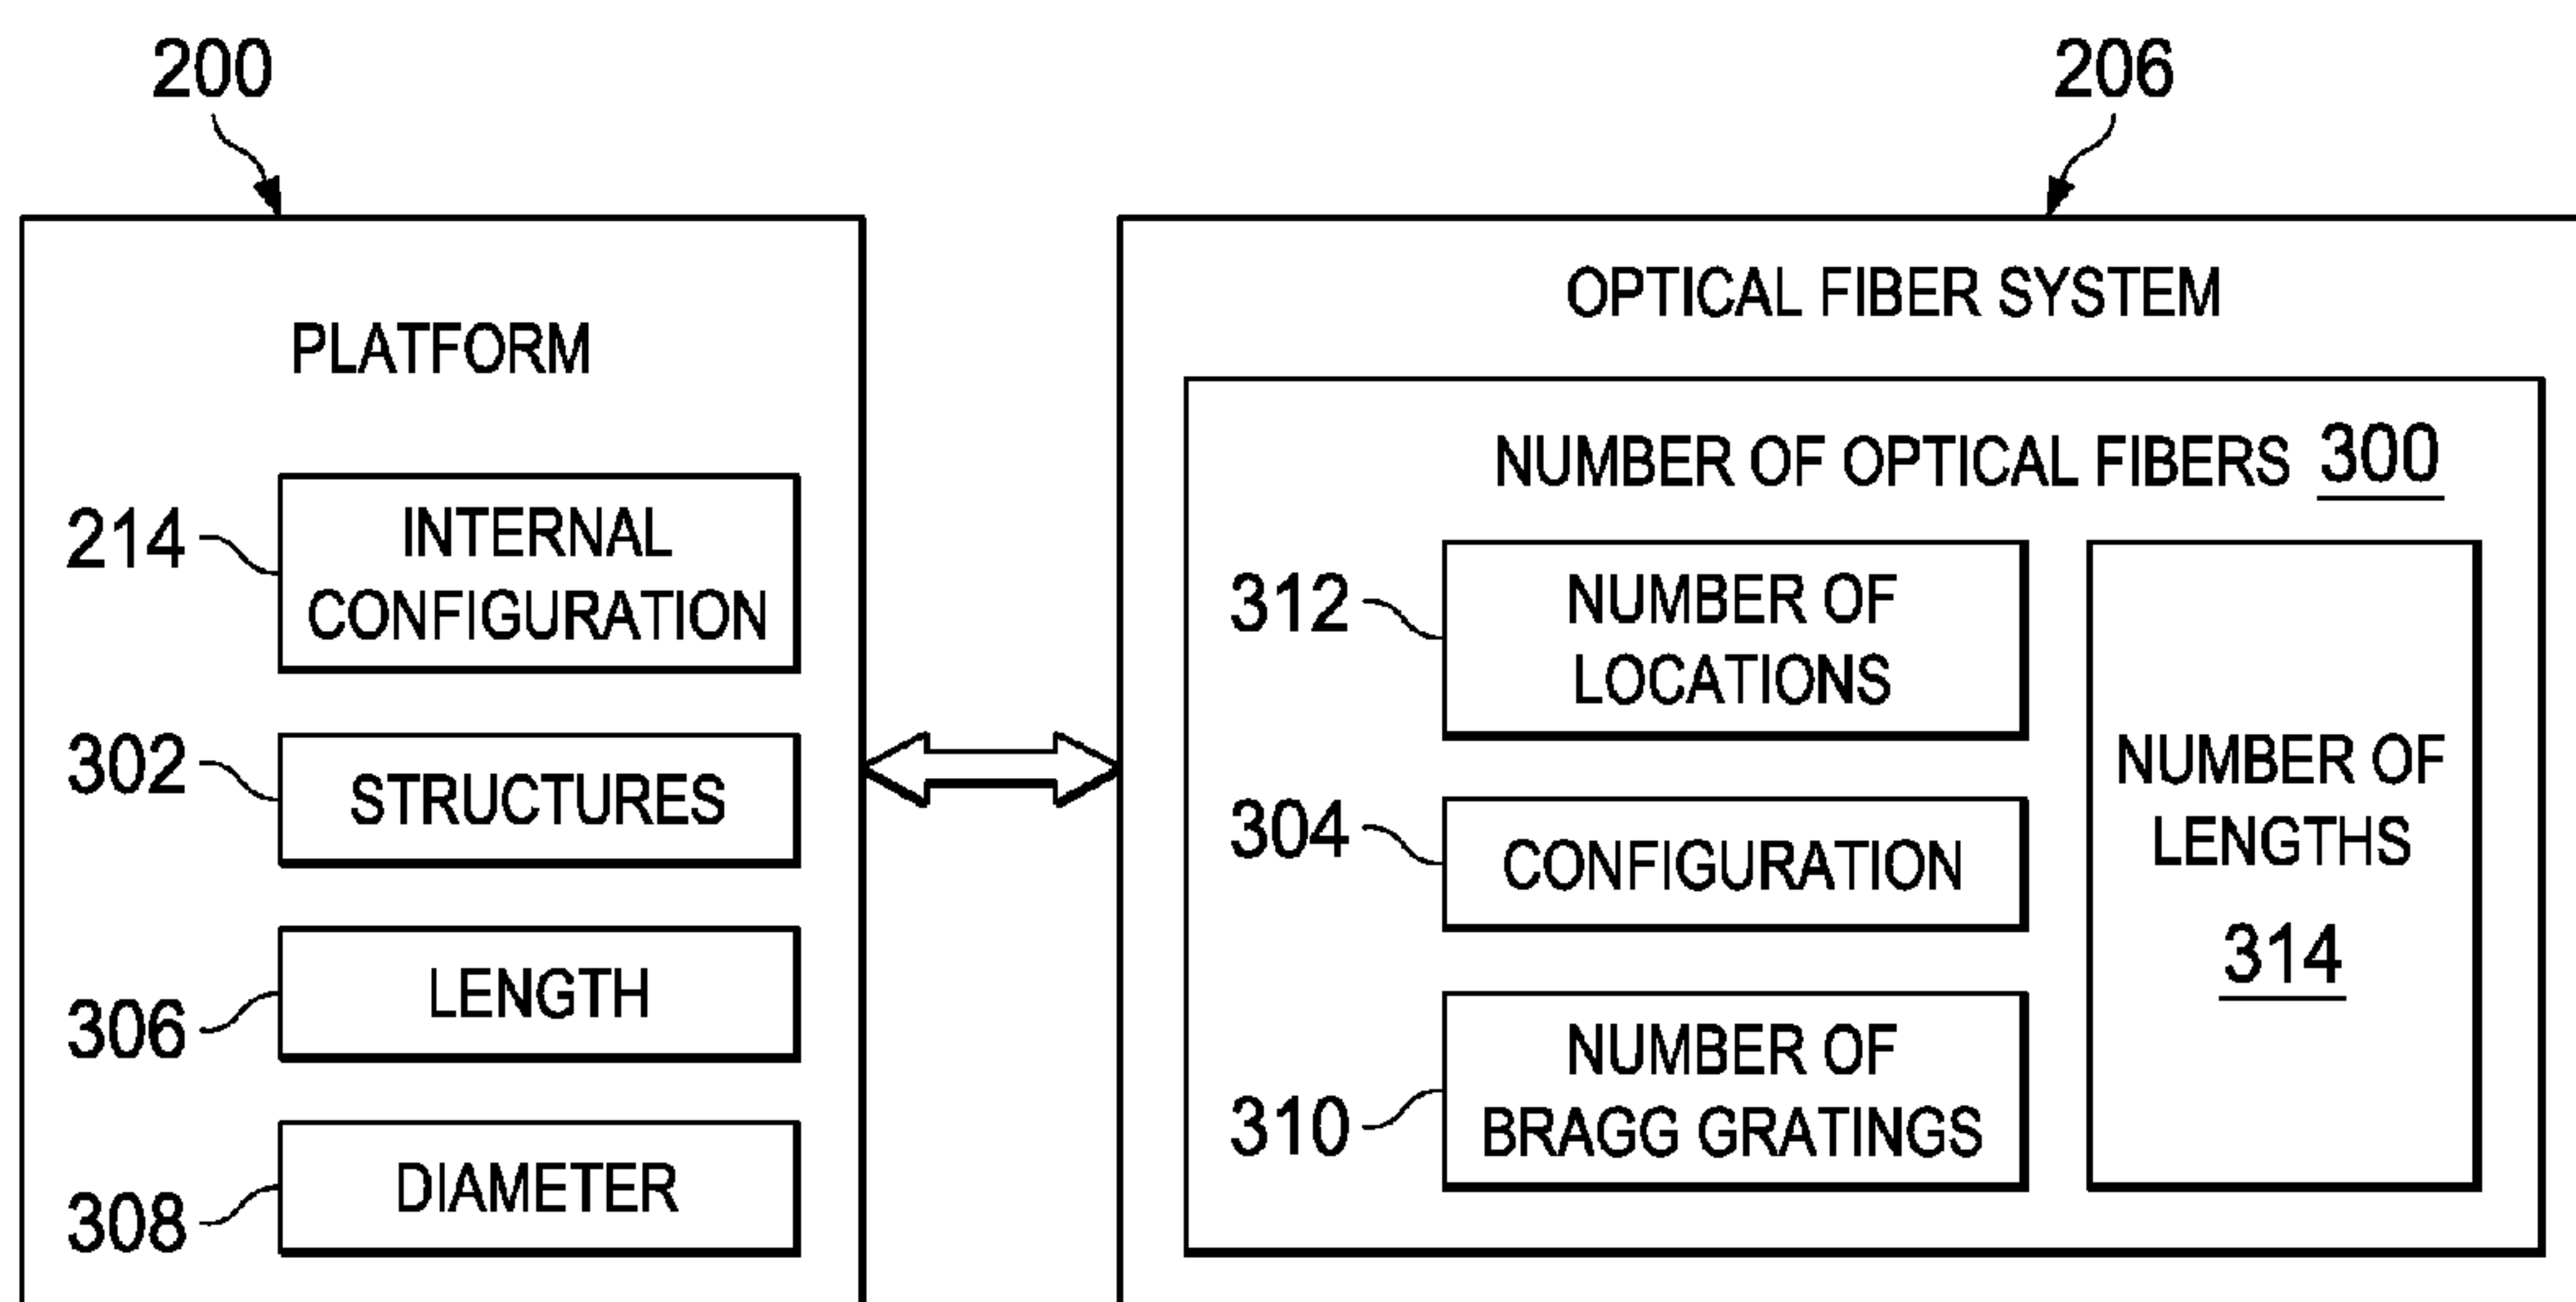 200
PLATFORM
214
INTERNAL
CONFIGURATION
302
STRUCTURES
306
LENGTH
308
DIAMETER
206
OPTICAL FIBER SYSTEM
NUMBER OF OPTICAL FIBERS 300
312
NUMBER OF
LOCATIONS
304
CONFIGURATION
310
NUMBER OF
BRAGG GRATINGS
NUMBER OF
LENGTHS
314